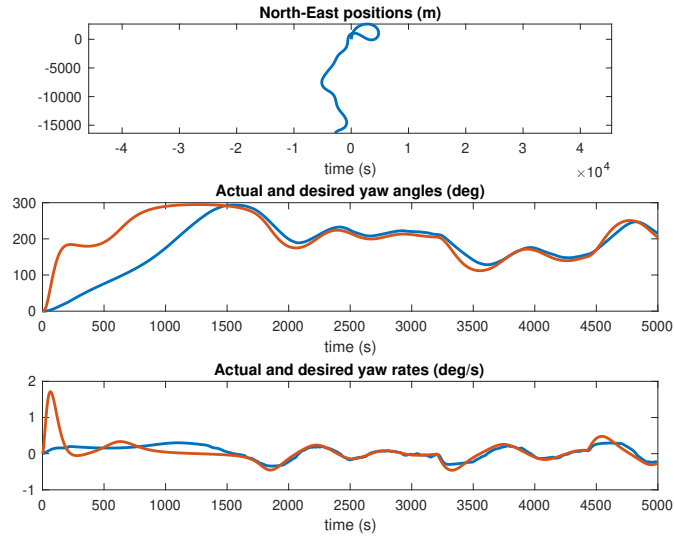 North-East positions (m)
0
-5000
-10000
-15000
-4 -3 -2 -1 0 1 2 3 4
time (s)
×10⁴
Actual and desired yaw angles (deg)
300
200
100
0
0 500 1000 1500 2000 2500 3000 3500 4000 4500 5000
time (s)
Actual and desired yaw rates (deg/s)
2
1
0
-1
0 500 1000 1500 2000 2500 3000 3500 4000 4500 5000
time (s)